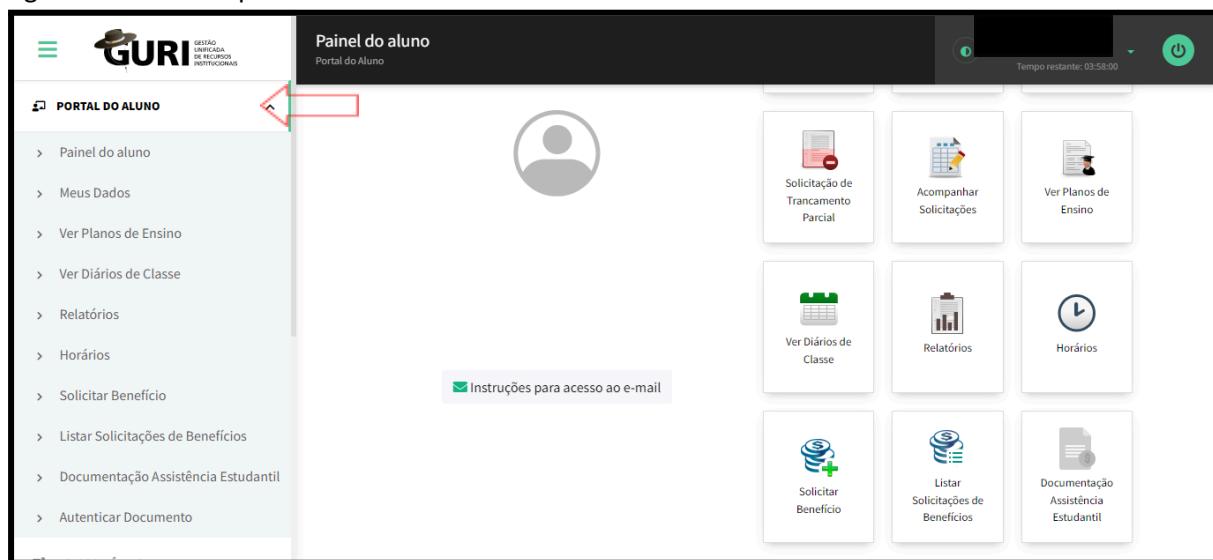 GURI
GESTÃO
UNIFICADA
DE RECURSOS
INSTITUCIONAIS
Painel do aluno
Portal do Aluno
Tempo restante: 03:58:00
PORTAL DO ALUNO
> Painel do aluno
> Meus Dados
> Ver Planos de Ensino
> Ver Diários de Classe
> Relatórios
> Horários
> Solicitar Benefício
> Listar Solicitações de Benefícios
> Documentação Assistência Estudantil
> Autenticar Documento
Instruções para acesso ao e-mail
Solicitação de
Trancamento
Parcial
Acompanhar
Solicitações
Ver Planos de
Ensino
Ver Diários de
Classe
Relatórios
Horários
Solicitar
Benefício
Listar
Solicitações de
Benefícios
Documentação
Assistência
Estudantil